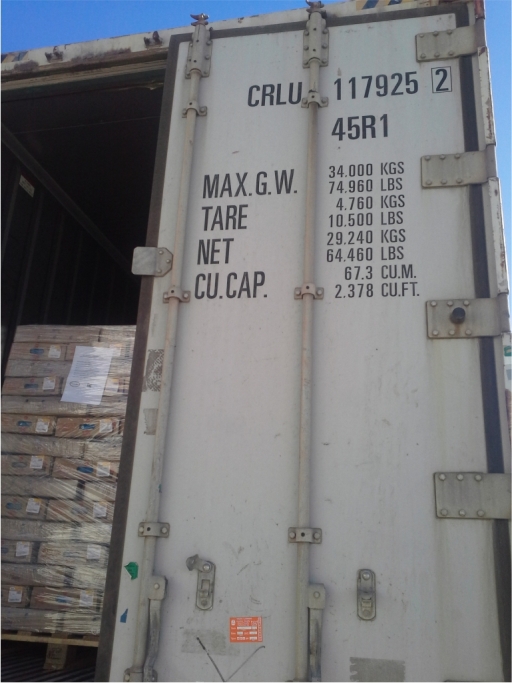 CRLU 117925 2
45R1
MAX.G.W. 34.000 KGS
74.960 LBS
TARE 4.760 KGS
10.500 LBS
NET 29.240 KGS
64.460 LBS
CU.CAP. 67.3 CU.M.
2.378 CU.FT.